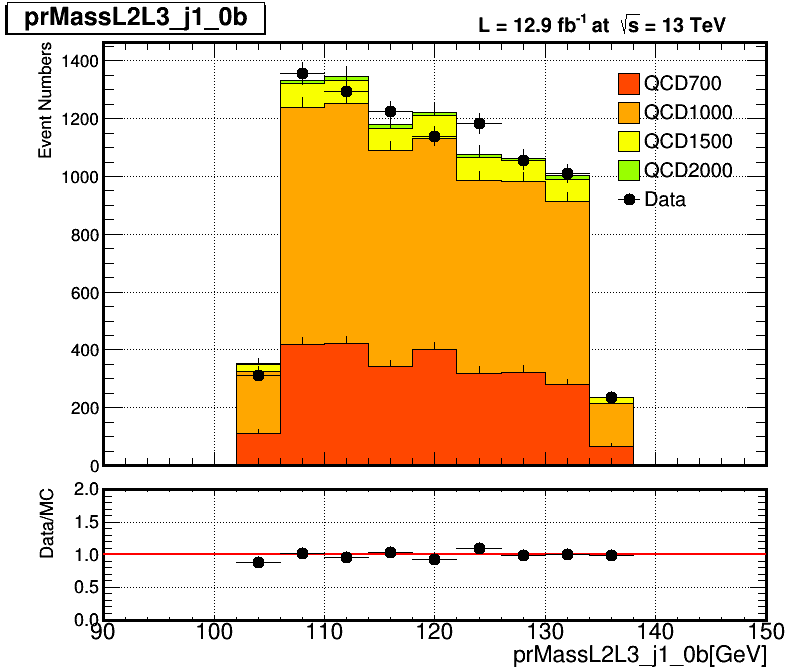 prMassL2L3_j1_0b
L = 12.9 fb⁻¹ at √s = 13 TeV
Event Numbers
1400
1200
1000
800
600
400
200
0
QCD700
QCD1000
QCD1500
QCD2000
Data
Data/MC
2.0
1.5
1.0
0.5
0.0
90 100 110 120 130 140 150
prMassL2L3_j1_0b[GeV]